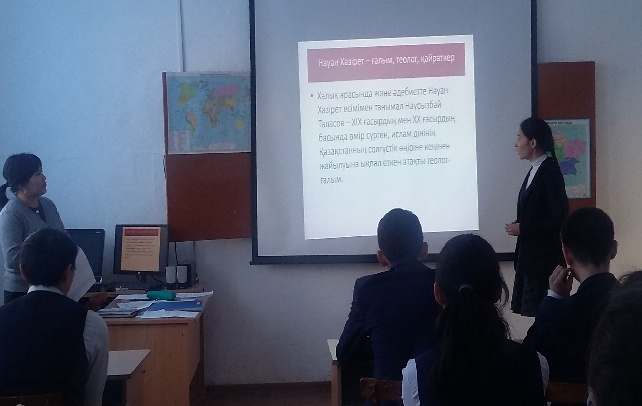 Науан Хазірет – ғалым, теолог, қайраткер
• Халық арасында және әдебиетте Науан
Хазірет есімімен танымал Наурызбай
Таласов – XIX ғасырдың мен XX ғасырдың
басында өмір сүрген, ислам дінінің
Қазақстанның солтүстік өңіріне кеңінен
жайылуына ықпал еткен атақты теолог-
ғалым.